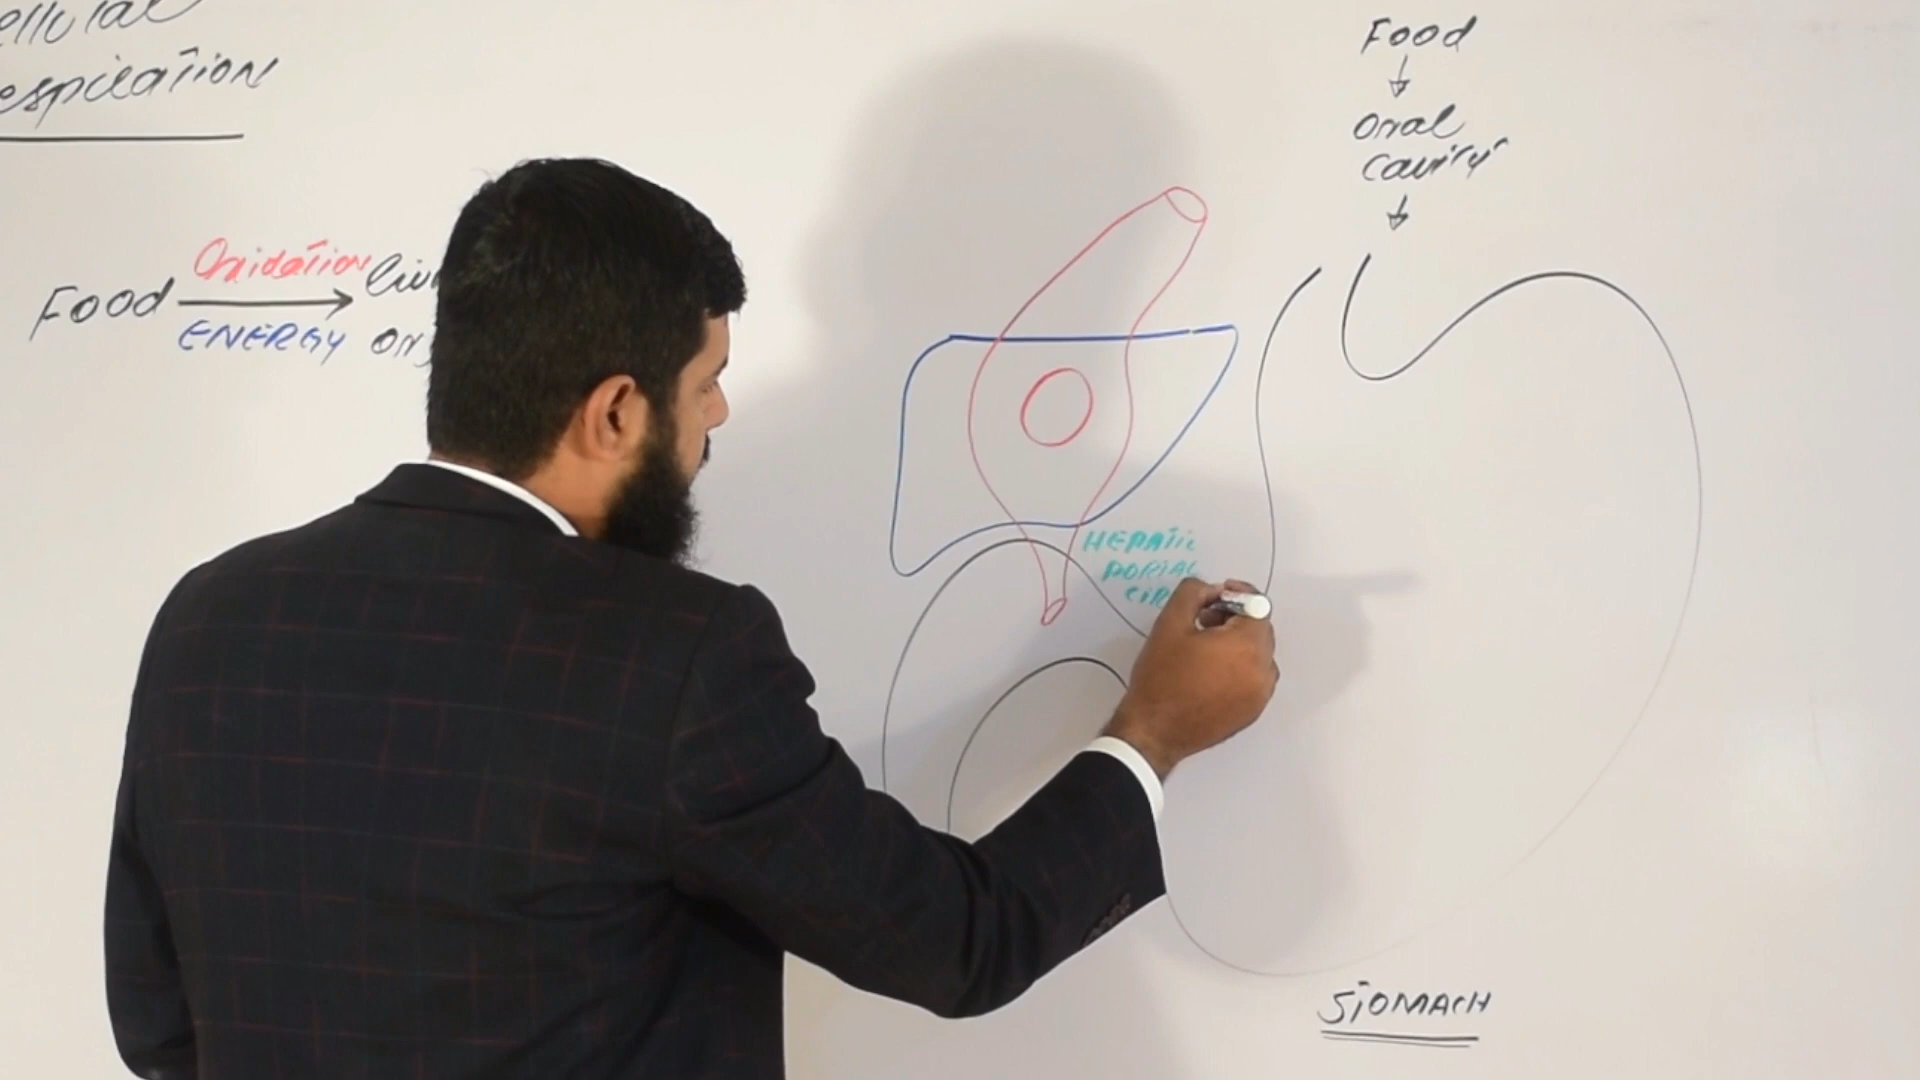 ellular
espiration
Food
Oral
cavity
Food Oxidation
ENERGY
HEPATIC
PORTAL
STOMACH